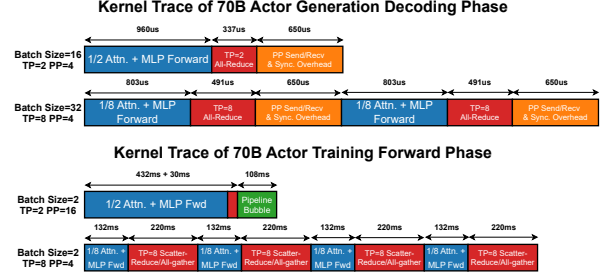 Kernel Trace of 70B Actor Generation Decoding Phase
960us 337us 650us
Batch Size=16
TP=2 PP=4
1/2 Attn. + MLP Forward
TP=2
All-Reduce
PP Send/Recv
& Sync. Overhead
803us 491us 650us 803us 491us 650us
Batch Size=32
TP=8 PP=4
1/8 Attn. + MLP
Forward
TP=8
All-Reduce
PP Send/Recv
& Sync. Overhead
1/8 Attn. + MLP
Forward
TP=8
All-Reduce
PP Send/Recv
& Sync. Overhead
Kernel Trace of 70B Actor Training Forward Phase
432ms + 30ms 108ms
Batch Size=2
TP=2 PP=16
1/2 Attn. + MLP Fwd
Pipeline
Bubble
132ms 220ms 132ms 220ms 132ms 220ms 132ms 220ms
Batch Size=2
TP=8 PP=4
1/8 Attn. +
MLP Fwd
TP=8 Scatter-
Reduce/All-gather
1/8 Attn. +
MLP Fwd
TP=8 Scatter-
Reduce/All-gather
1/8 Attn. +
MLP Fwd
TP=8 Scatter-
Reduce/All-gather
1/8 Attn. +
MLP Fwd
TP=8 Scatter-
Reduce/All-gather